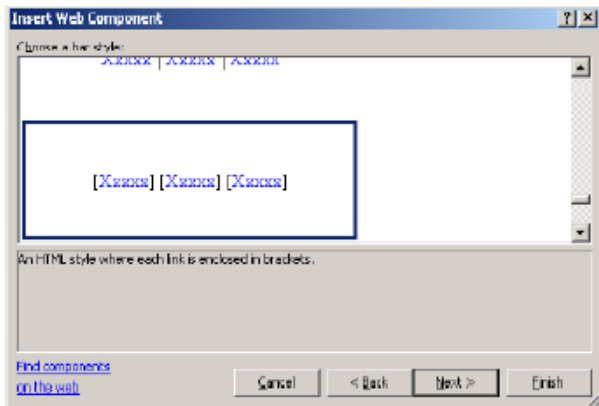 Insert Web Component
Choose a bar style:
Xxxxx | Xxxxx | Xxxxx
[Xxxxx] [Xxxxx] [Xxxxx]
An HTML style where each link is enclosed in brackets.
Find components
on the web
Cancel
< Back
Next >
Finish